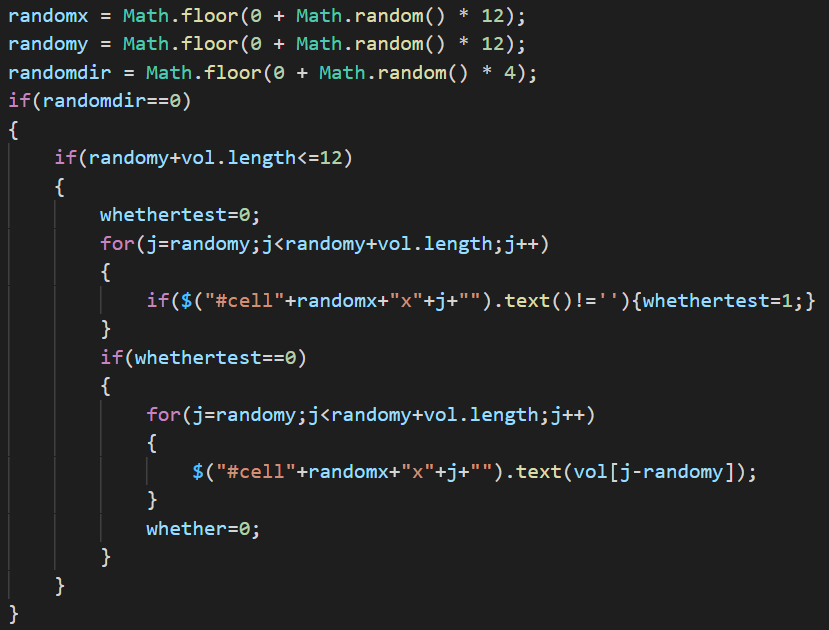 randomx = Math.floor(0 + Math.random() * 12);
randomy = Math.floor(0 + Math.random() * 12);
randomdir = Math.floor(0 + Math.random() * 4);
if(randomdir==0)
{
    if(randomy+vol.length<=12)
    {
        whethertest=0;
        for(j=randomy;j<randomy+vol.length;j++)
        {
            if($("#cell"+randomx+"x"+j+"").text()!=''){whethertest=1;}
        }
        if(whethertest==0)
        {
            for(j=randomy;j<randomy+vol.length;j++)
            {
                $("#cell"+randomx+"x"+j+"").text(vol[j-randomy]);
            }
            whether=0;
        }
    }
}